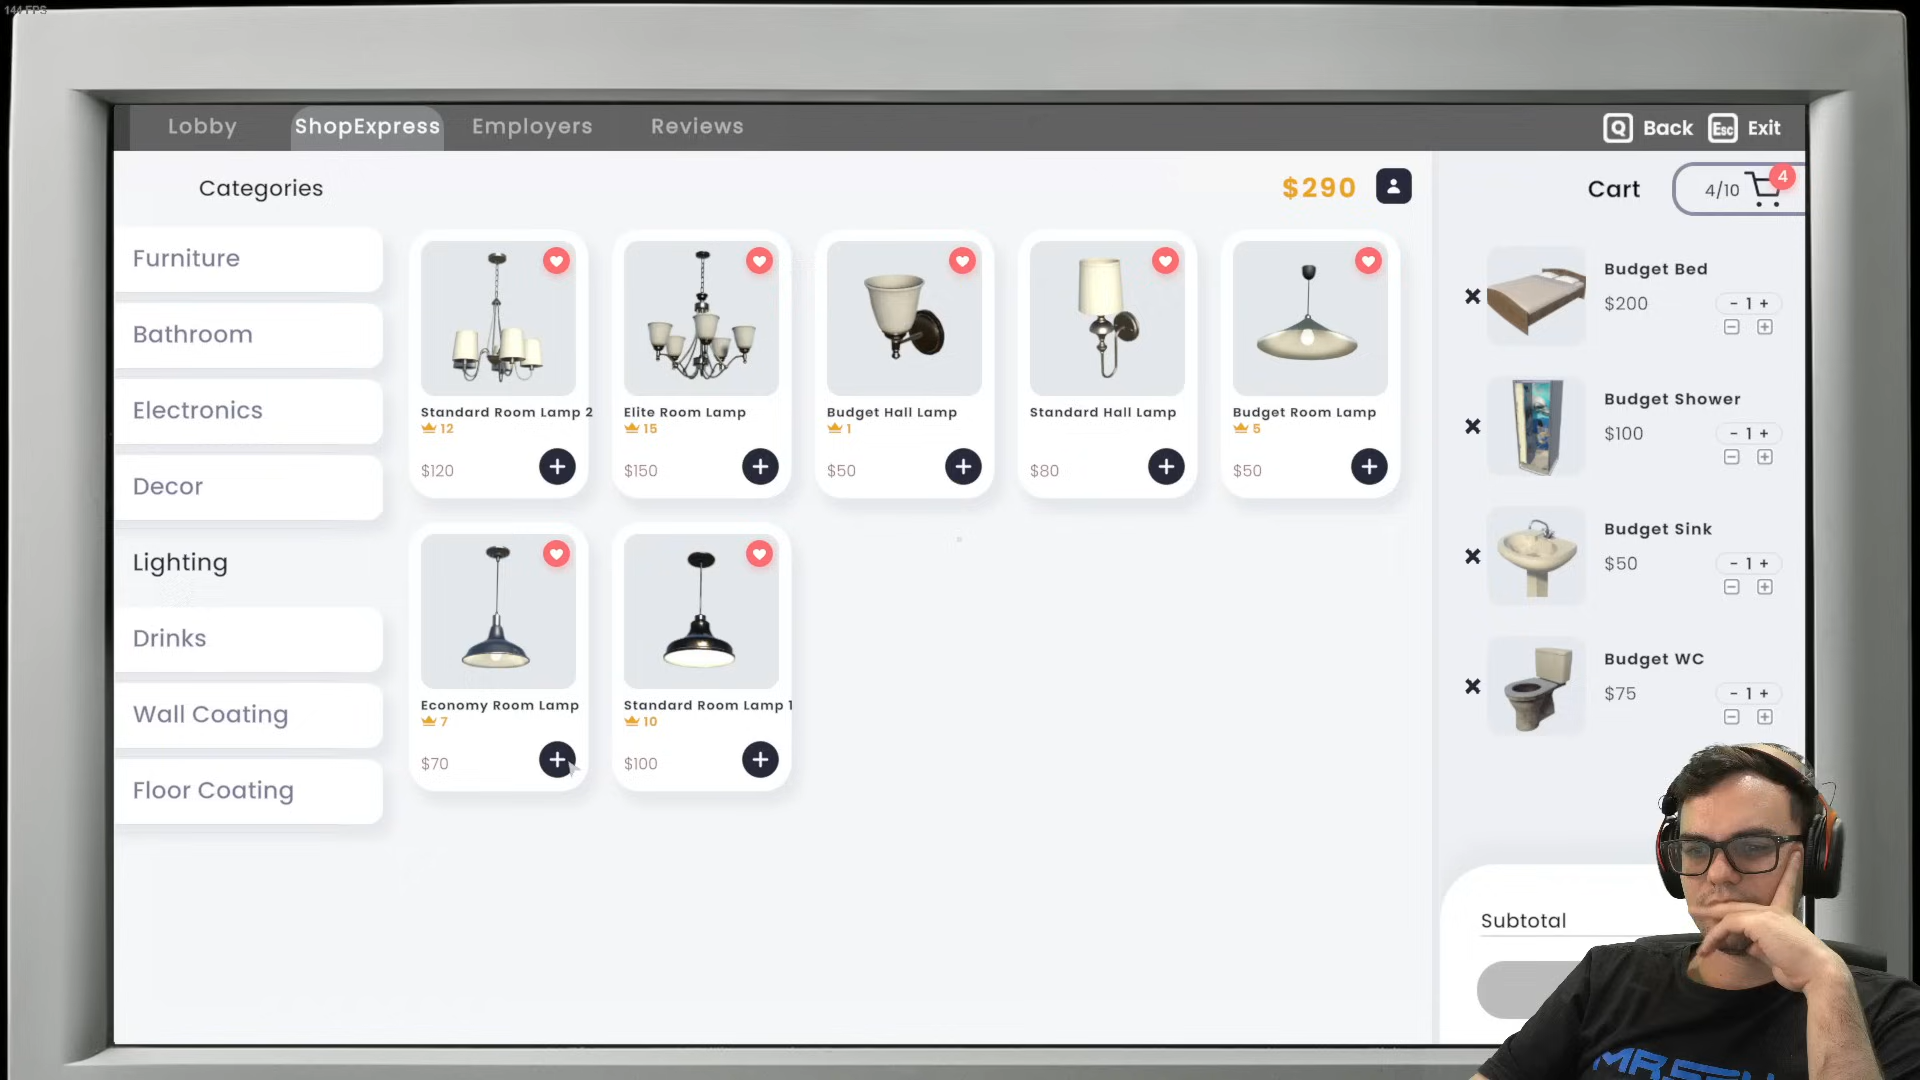 144 FPS
Lobby
ShopExpress
Employers
Reviews
Q Back
Esc Exit
Categories
$290
Cart
4/10
4
Furniture
Bathroom
Electronics
Decor
Lighting
Drinks
Wall Coating
Floor Coating
Standard Room Lamp 2
12
$120
Elite Room Lamp
15
$150
Budget Hall Lamp
1
$50
Standard Hall Lamp
$80
Budget Room Lamp
5
$50
Economy Room Lamp
7
$70
Standard Room Lamp 1
10
$100
Budget Bed
$200
- 1 +
Budget Shower
$100
- 1 +
Budget Sink
$50
- 1 +
Budget WC
$75
- 1 +
Subtotal